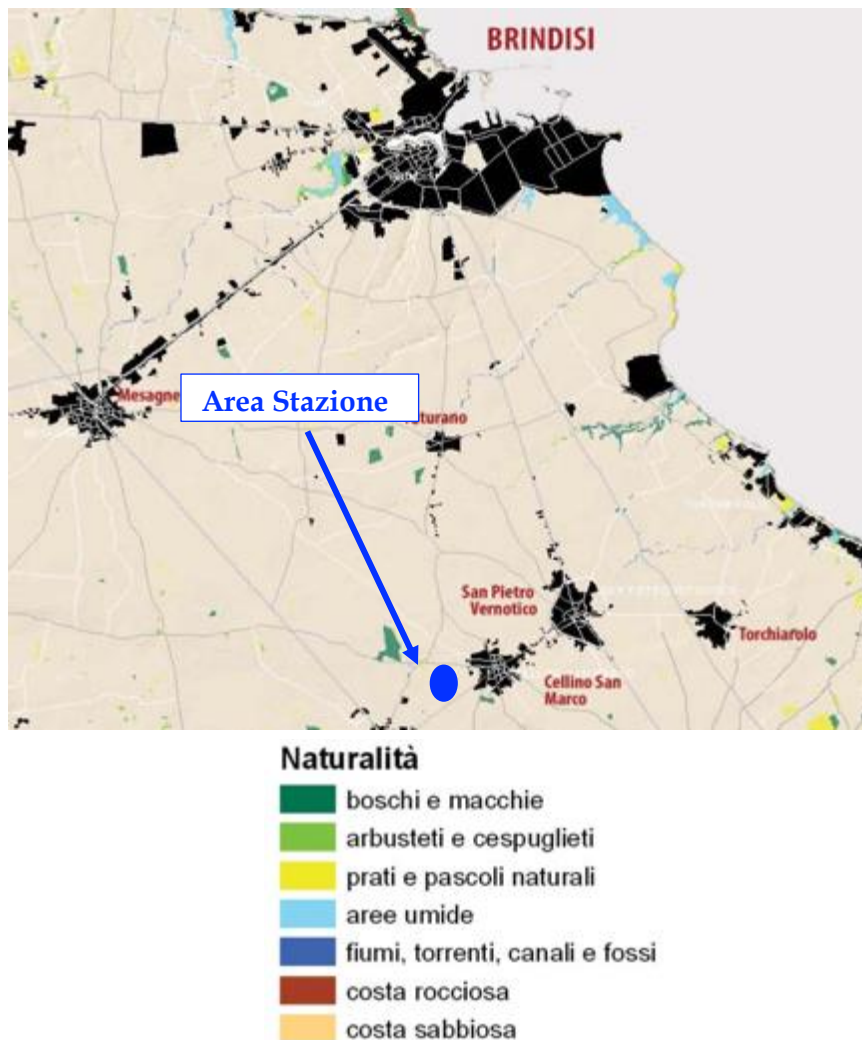 BRINDISI
Mesagne
Area Stazione
San Pietro
Vernotico
Torchiarolo
Cellino San
Marco
Naturalità
boschi e macchie
arbusteti e cespuglieti
prati e pascoli naturali
aree umide
fiumi, torrenti, canali e fossi
costa rocciosa
costa sabbiosa